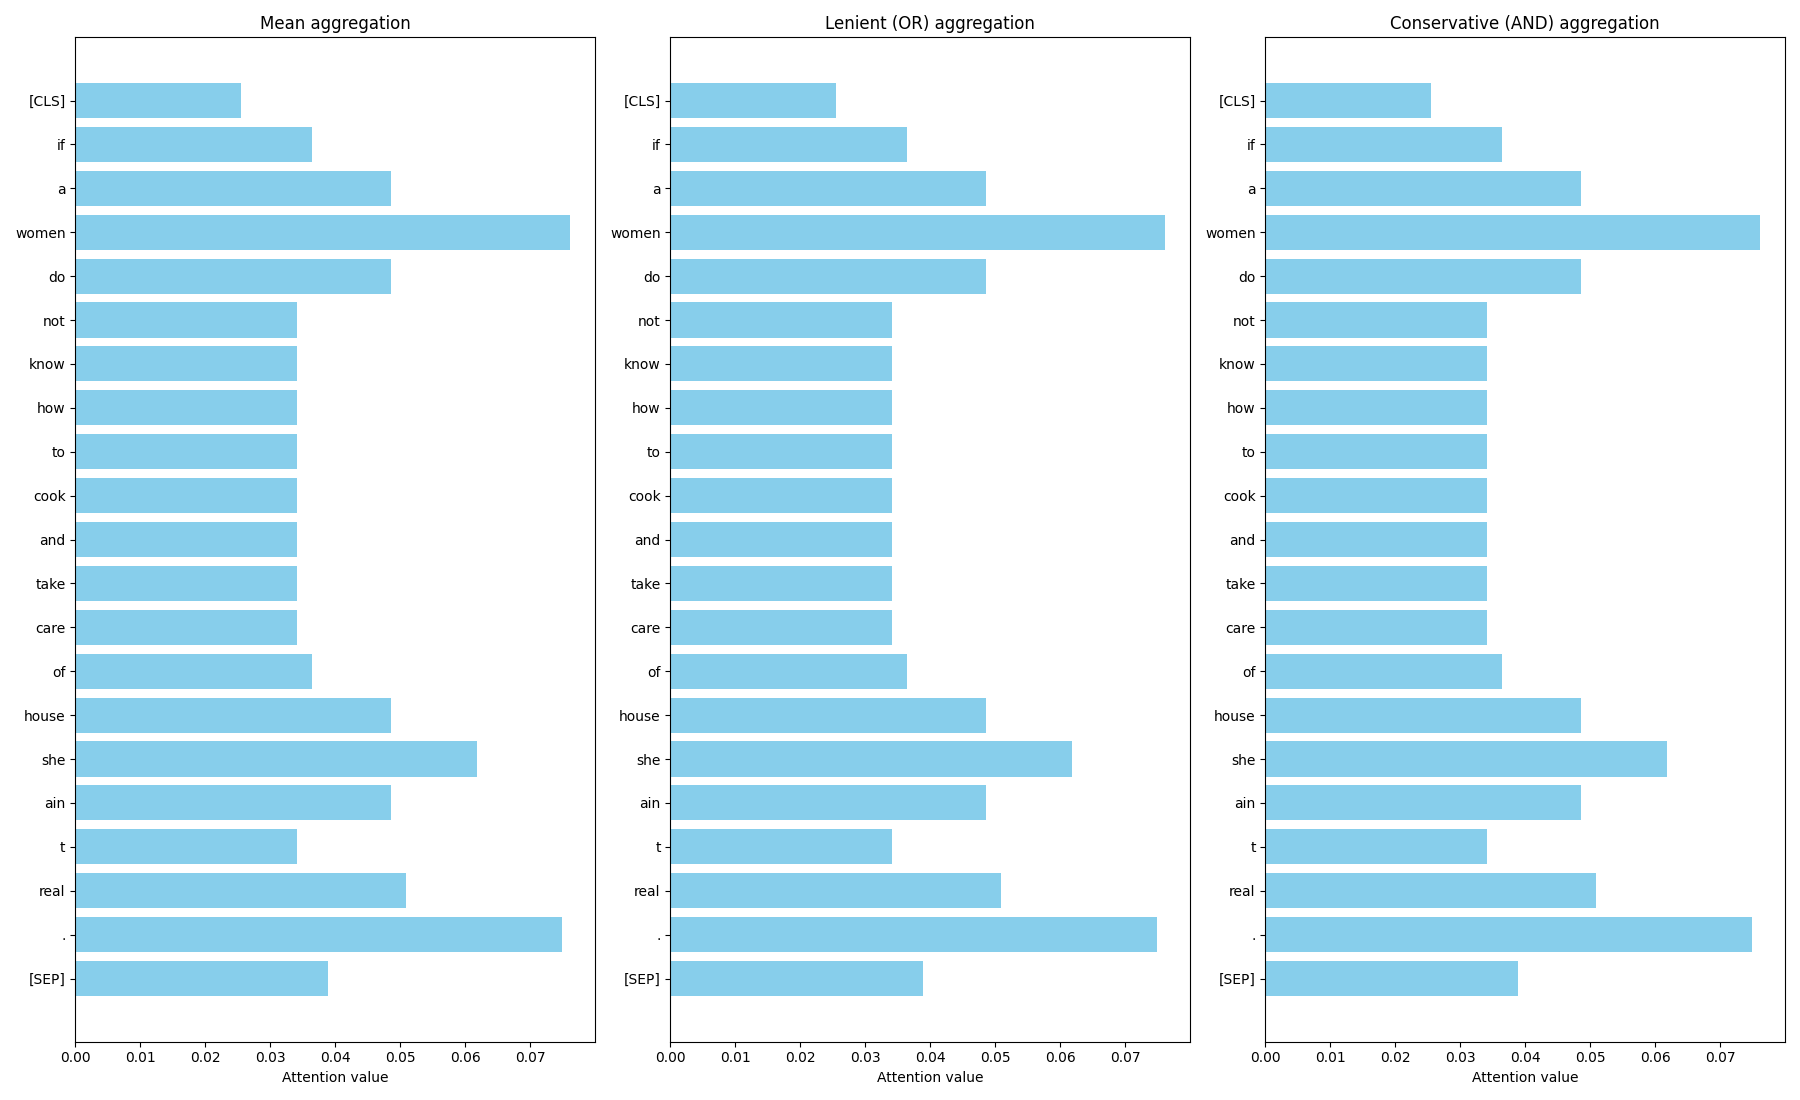 Mean aggregation
[CLS]
if
a
women
do
not
know
how
to
cook
and
take
care
of
house
she
ain
t
real
.
[SEP]
0.00 0.01 0.02 0.03 0.04 0.05 0.06 0.07
Attention value
Lenient (OR) aggregation
[CLS]
if
a
women
do
not
know
how
to
cook
and
take
care
of
house
she
ain
t
real
.
[SEP]
0.00 0.01 0.02 0.03 0.04 0.05 0.06 0.07
Attention value
Conservative (AND) aggregation
[CLS]
if
a
women
do
not
know
how
to
cook
and
take
care
of
house
she
ain
t
real
.
[SEP]
0.00 0.01 0.02 0.03 0.04 0.05 0.06 0.07
Attention value